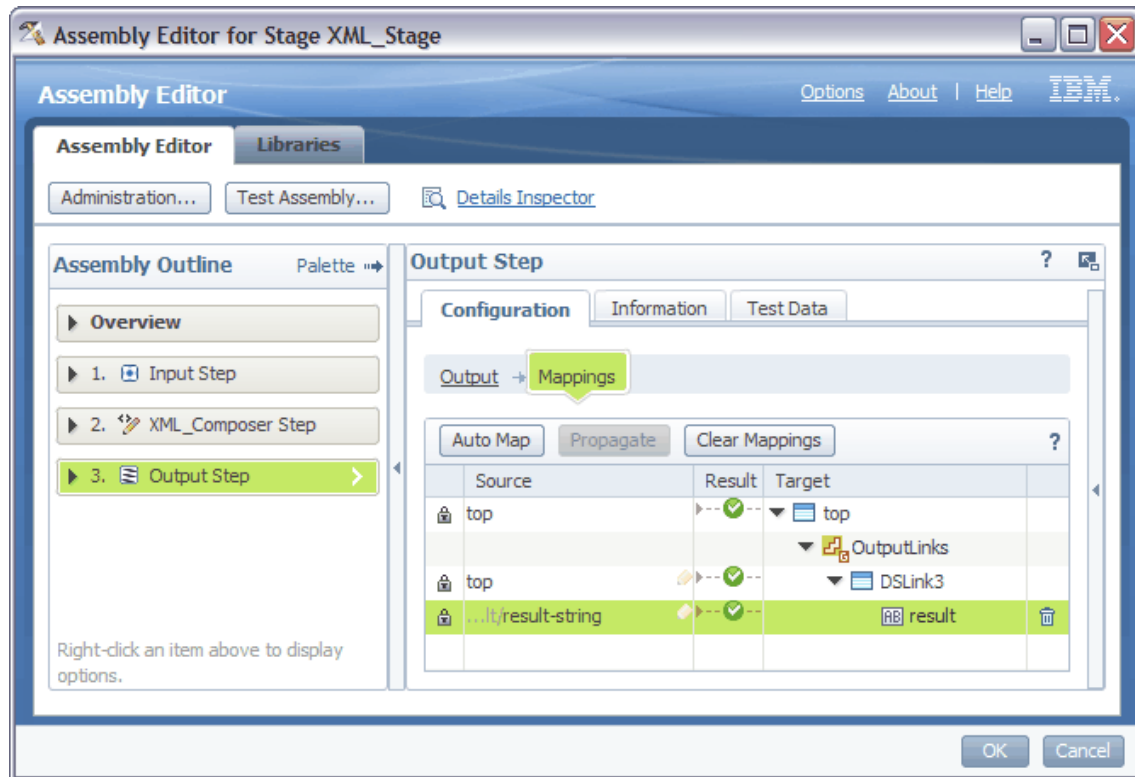 Assembly Editor for Stage XML_Stage
Assembly Editor
Options About | Help IBM.
Assembly Editor Libraries
Administration... Test Assembly... Details Inspector
Assembly Outline Palette
Overview
1. Input Step
2. XML_Composer Step
3. Output Step
Right-click an item above to display
options.
Output Step ?
Configuration Information Test Data
Output Mappings
Auto Map Propagate Clear Mappings ?
Source Result Target
top top
OutputLinks
top DSLink3
...lt/result-string AB result
OK Cancel